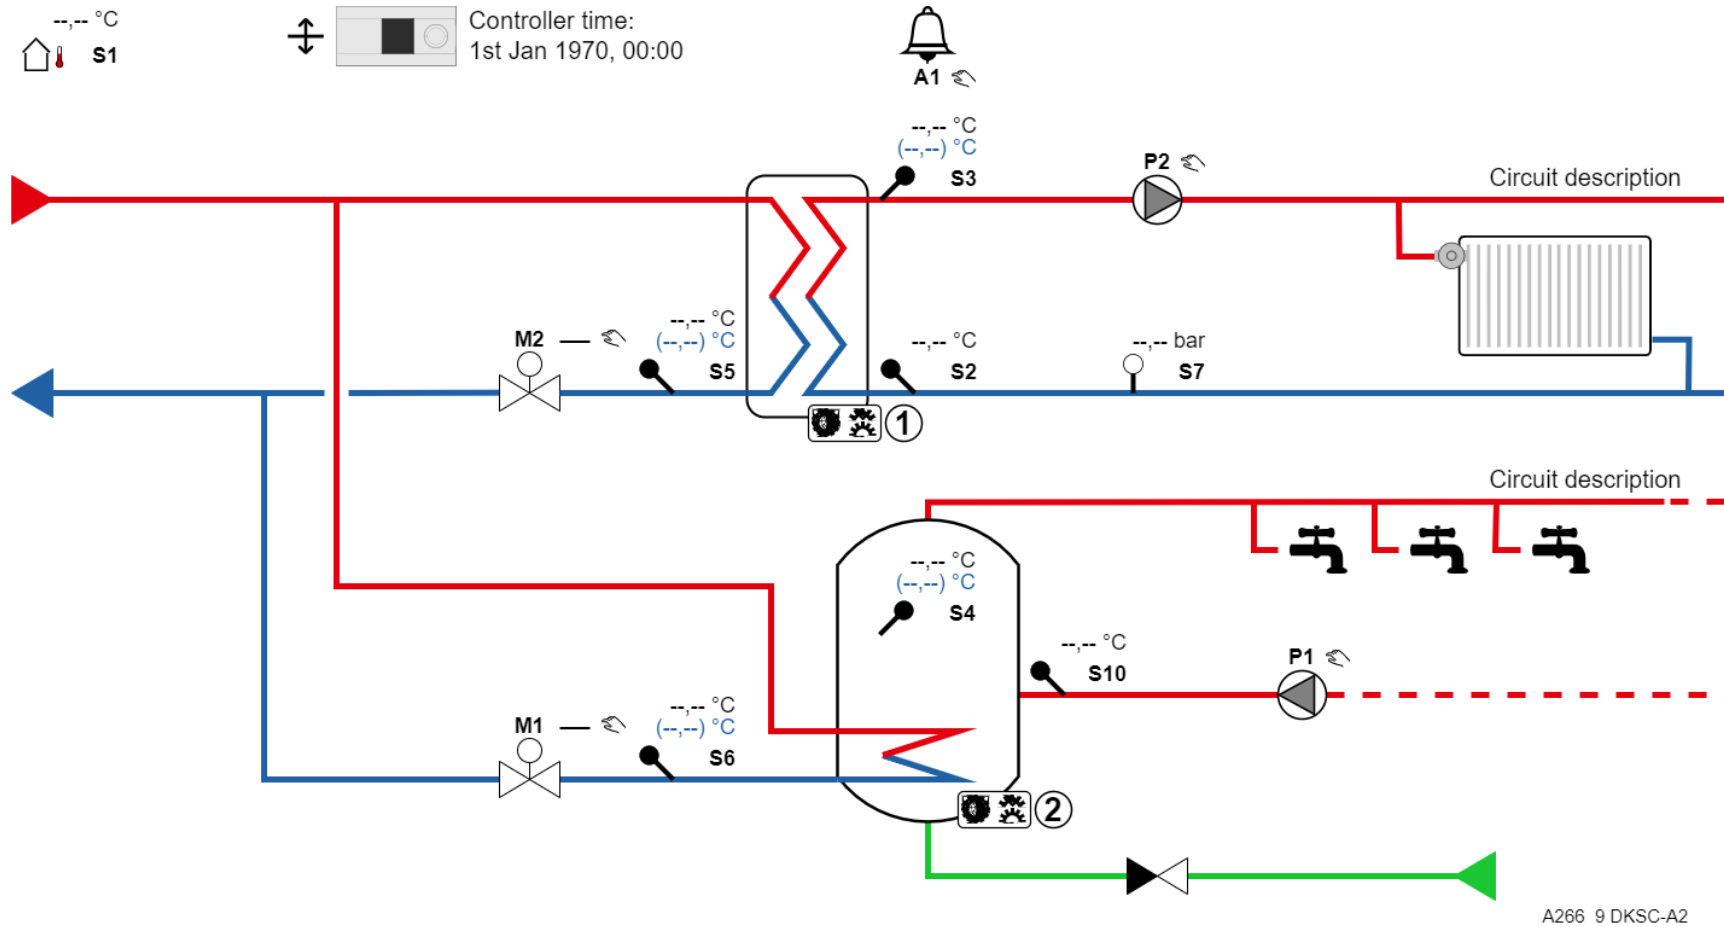 --,-- °C
S1
Controller time:
1st Jan 1970, 00:00
A1
--,-- °C
(--,--) °C
S3
P2
Circuit description
M2
--,-- °C
(--,--) °C
S5
--,-- °C
S2
--,-- bar
S7
1
Circuit description
--,-- °C
(--,--) °C
S4
--,-- °C
S10
P1
M1
--,-- °C
(--,--) °C
S6
2
A266 9 DKSC-A2